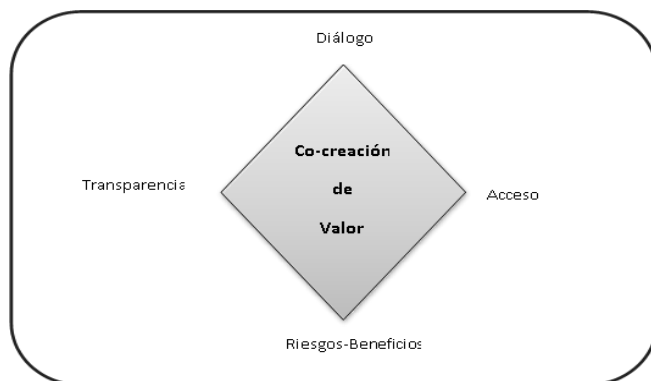 Diálogo
Co-creación
de
Valor
Transparencia
Acceso
Riesgos-Beneficios